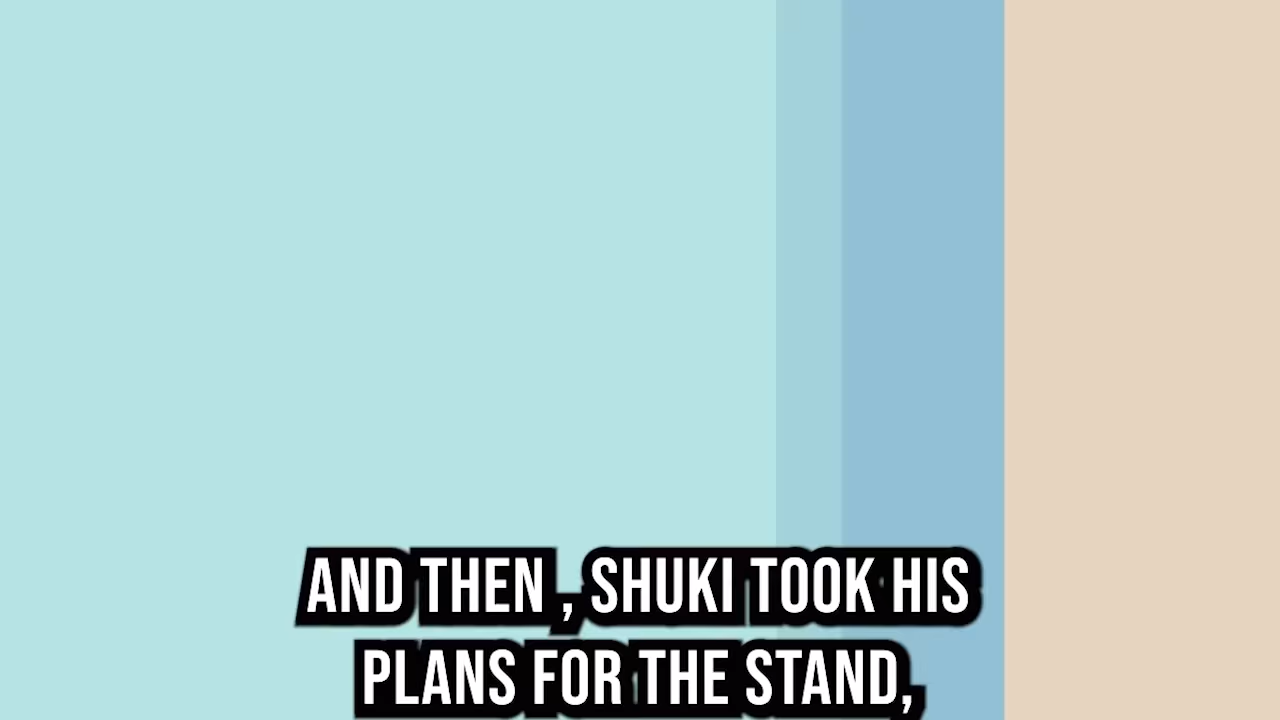 AND THEN , SHUKI TOOK HIS
PLANS FOR THE STAND,